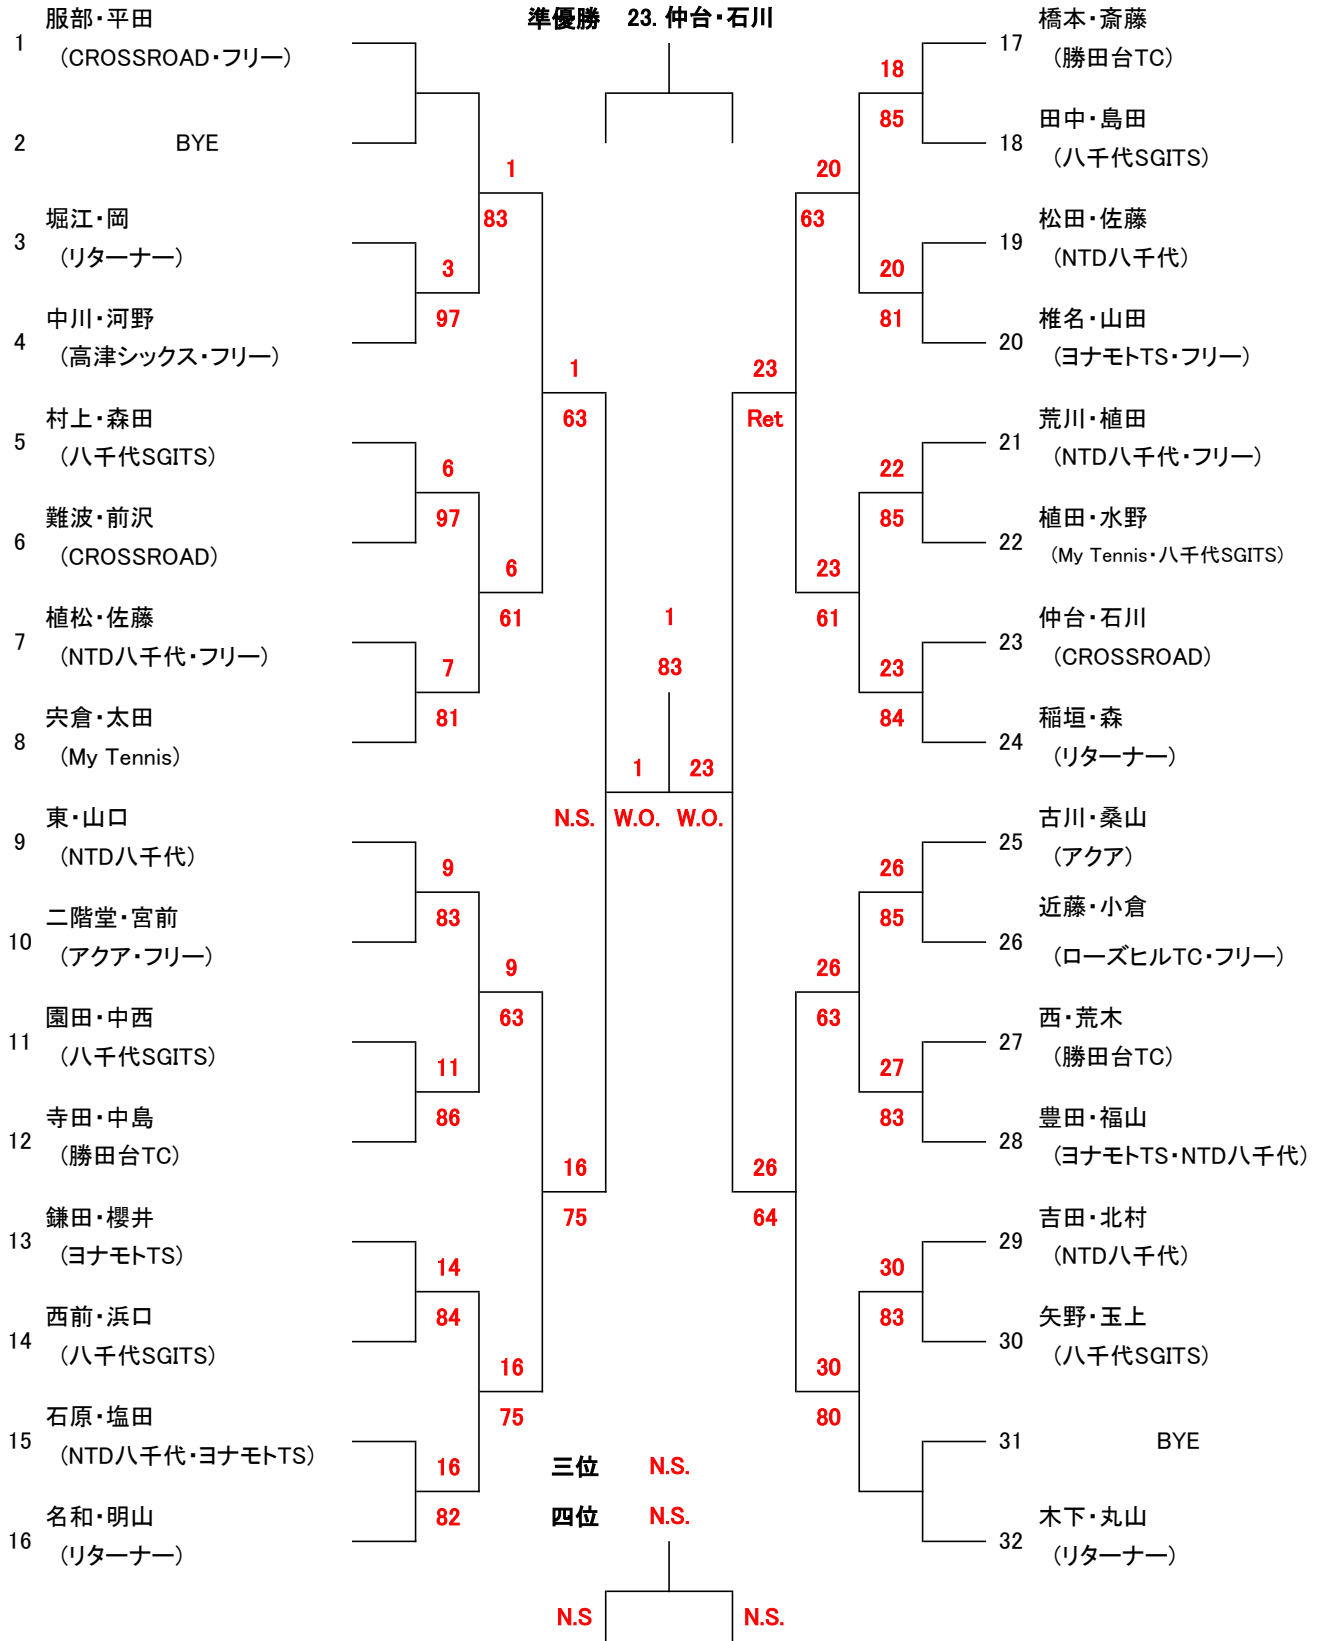 準優勝 23. 仲台・石川
1 服部・平田
(CROSSROAD・フリー)
2 BYE
3 堀江・岡
(リターナー)
4 中川・河野
(高津シックス・フリー)
5 村上・森田
(八千代SGITS)
6 難波・前沢
(CROSSROAD)
7 植松・佐藤
(NTD八千代・フリー)
8 宍倉・太田
(My Tennis)
9 東・山口
(NTD八千代)
10 二階堂・宮前
(アクア・フリー)
11 園田・中西
(八千代SGITS)
12 寺田・中島
(勝田台TC)
13 鎌田・櫻井
(ヨナモトTS)
14 西前・浜口
(八千代SGITS)
15 石原・塩田
(NTD八千代・ヨナモトTS)
16 名和・明山
(リターナー)
3
97
6
97
7
81
9
83
11
86
14
84
16
82
1
83
6
61
9
63
16
75
1
63
16
75
N.S.
1
W.O.
1
83
23
W.O.
23
Ret
26
64
20
63
23
61
26
63
30
80
18
85
20
81
22
85
23
84
26
85
27
83
30
83
17 橋本・斎藤
(勝田台TC)
18 田中・島田
(八千代SGITS)
19 松田・佐藤
(NTD八千代)
20 椎名・山田
(ヨナモトTS・フリー)
21 荒川・植田
(NTD八千代・フリー)
22 植田・水野
(My Tennis・八千代SGITS)
23 仲台・石川
(CROSSROAD)
24 稲垣・森
(リターナー)
25 古川・桑山
(アクア)
26 近藤・小倉
(ローズヒルTC・フリー)
27 西・荒木
(勝田台TC)
28 豊田・福山
(ヨナモトTS・NTD八千代)
29 吉田・北村
(NTD八千代)
30 矢野・玉上
(八千代SGITS)
31 BYE
32 木下・丸山
(リターナー)
三位 N.S.
四位 N.S.
N.S N.S.